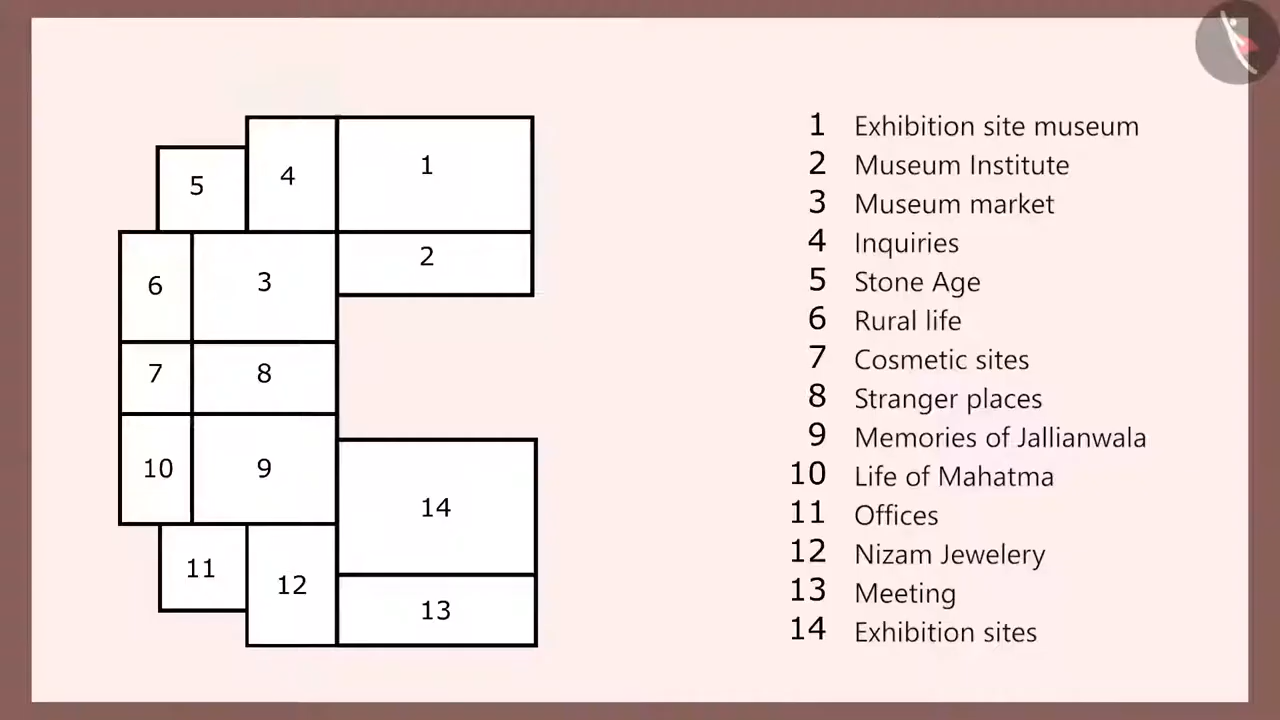 1
4
5
2
3
6
7
8
10
9
14
11
12
13
1 Exhibition site museum
2 Museum Institute
3 Museum market
4 Inquiries
5 Stone Age
6 Rural life
7 Cosmetic sites
8 Stranger places
9 Memories of Jallianwala
10 Life of Mahatma
11 Offices
12 Nizam Jewelery
13 Meeting
14 Exhibition sites